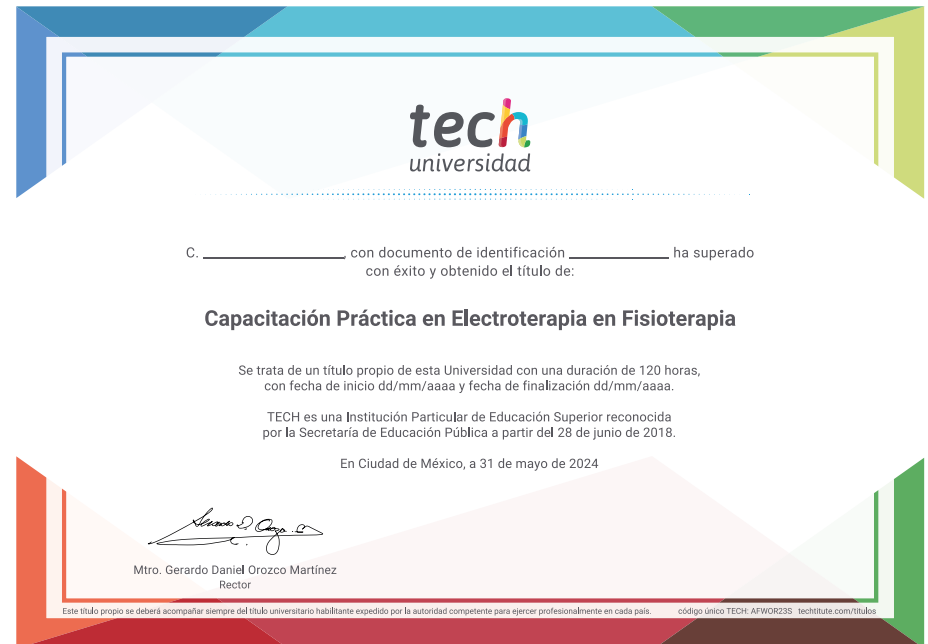 tech
universidad
C. ____________, con documento de identificación ____________ ha superado
con éxito y obtenido el título de:
Capacitación Práctica en Electroterapia en Fisioterapia
Se trata de un título propio de esta Universidad con una duración de 120 horas,
con fecha de inicio dd/mm/aaaa y fecha de finalización dd/mm/aaaa.
TECH es una Institución Particular de Educación Superior reconocida
por la Secretaría de Educación Pública a partir del 28 de junio de 2018.
En Ciudad de México, a 31 de mayo de 2024
Mtro. Gerardo Daniel Orozco Martínez
Rector
Este título propio se deberá acompañar siempre del título universitario habilitante expedido por la autoridad competente para ejercer profesionalmente en cada país. código único TECH: AFWOR23S techtitute.com/titulos